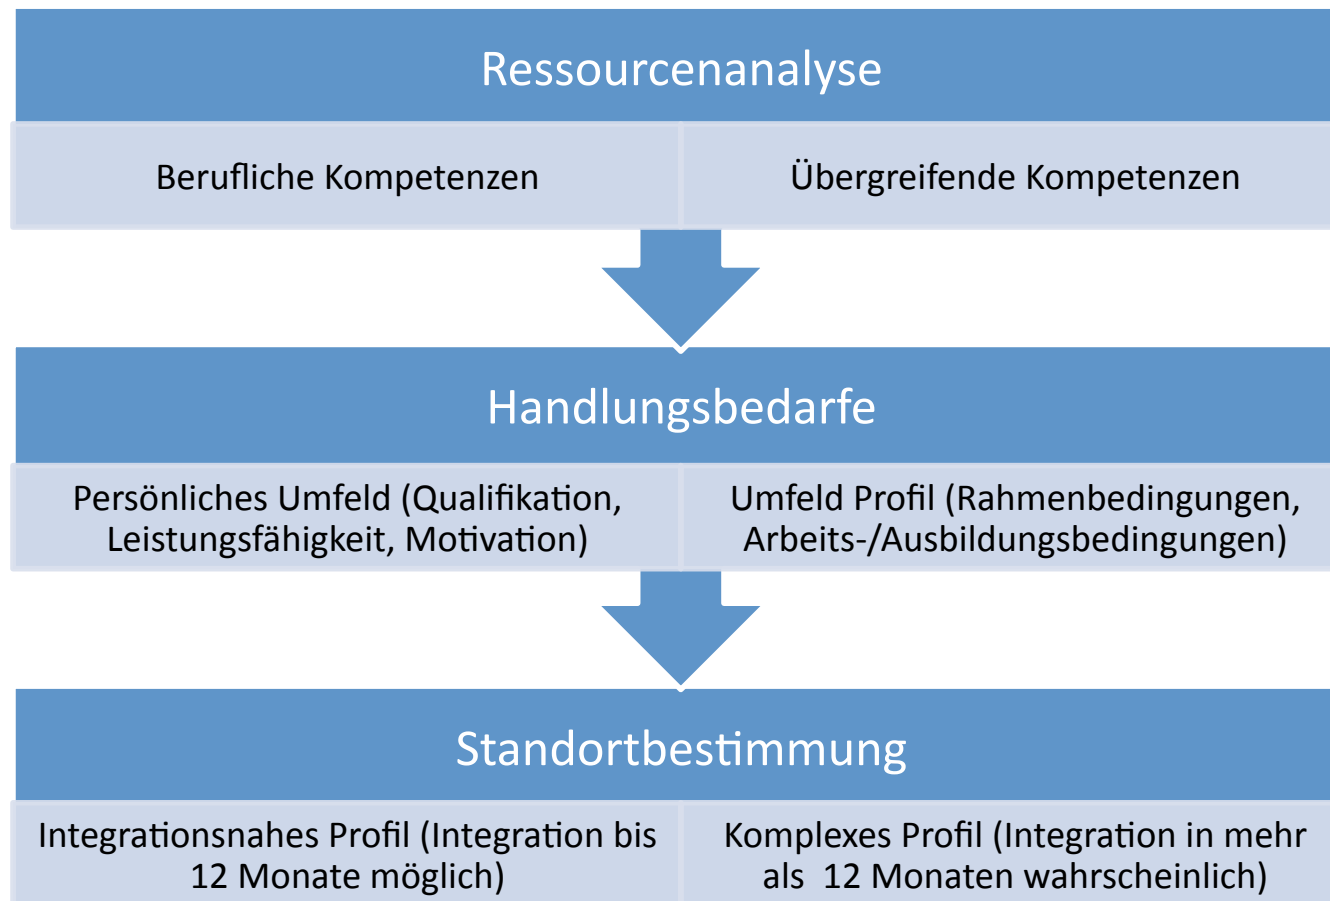 Ressourcenanalyse
Berufliche Kompetenzen
Übergreifende Kompetenzen
Handlungsbedarfe
Persönliches Umfeld (Qualifikation,
Leistungsfähigkeit, Motivation)
Umfeld Profil (Rahmenbedingungen,
Arbeits-/Ausbildungsbedingungen)
Standortbestimmung
Integrationsnahes Profil (Integration bis
12 Monate möglich)
Komplexes Profil (Integration in mehr
als  12 Monaten wahrscheinlich)